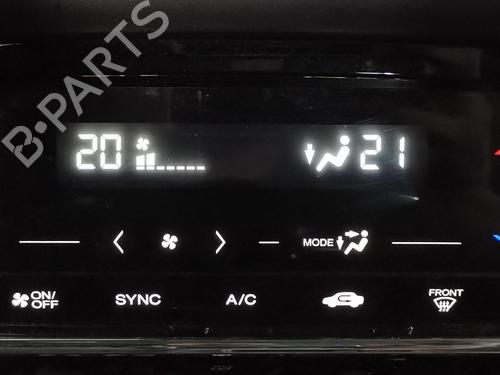 B-PARTS
20 21
MODE
ON/
OFF
SYNC
A/C
FRONT